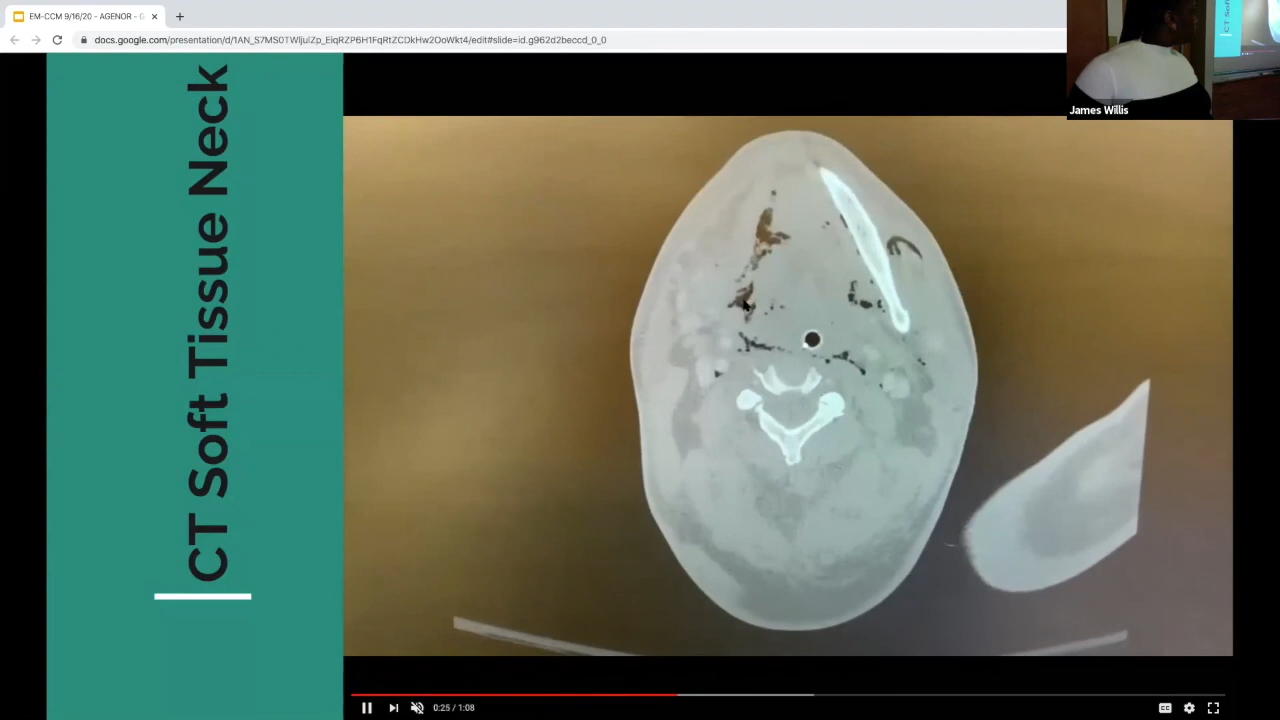 EM-CCM 9/16/20 - AGENOR - G
docs.google.com/presentation/d/1AN_S7MS0TWljulZp_EiqRZP6H1FqRtZCDkHw2OoWkt4/edit#slide=id.g962d2beccd_0_0
James Willis
CT Soft Tissue Neck
0:25 / 1:08
CC